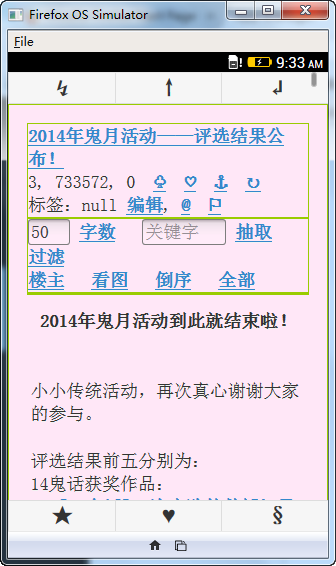 Firefox OS Simulator
File
9:33 AM
↯ ↑ ↲
2014年鬼月活动——评选结果公
布！
3, 733572, 0 ♧ ♡ ⚓ ↻
标签: null 编辑, @ ⚐
50 字数 关键字 抽取
过滤
楼主 看图 倒序 全部
2014年鬼月活动到此就结束啦！
小小传统活动，再次真心谢谢大家
的参与。
评选结果前五分别为：
14鬼话获奖作品：
★ ♥ §